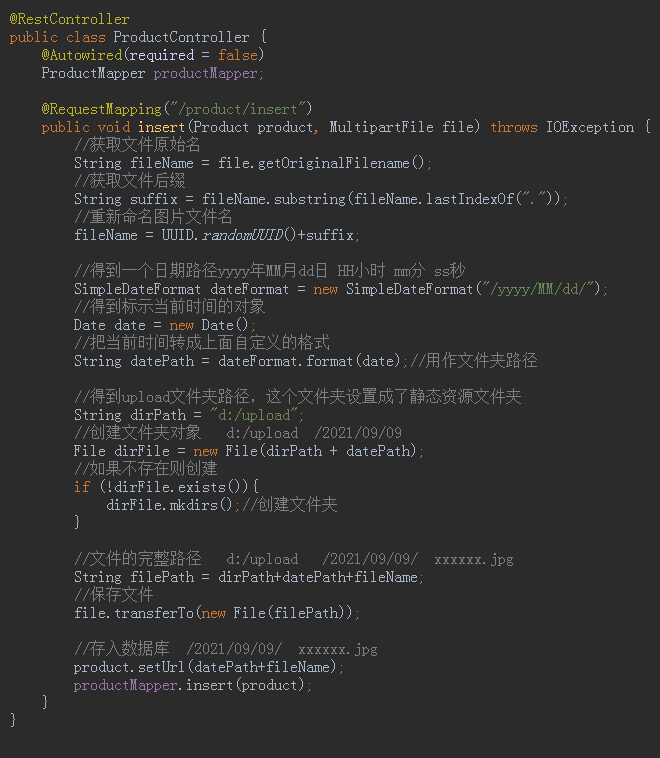 @RestController
public class ProductController {
    @Autowired(required = false)
    ProductMapper productMapper;

    @RequestMapping("/product/insert")
    public void insert(Product product, MultipartFile file) throws IOException {
        //获取文件原始名
        String fileName = file.getOriginalFilename();
        //获取文件后缀
        String suffix = fileName.substring(fileName.lastIndexOf("."));
        //重新命名图片文件名
        fileName = UUID.randomUUID()+suffix;

        //得到一个日期路径yyyy年MM月dd日 HH小时 mm分 ss秒
        SimpleDateFormat dateFormat = new SimpleDateFormat("/yyyy/MM/dd/");
        //得到标示当前时间的对象
        Date date = new Date();
        //把当前时间转成上面自定义的格式
        String datePath = dateFormat.format(date);//用作文件夹路径

        //得到upload文件夹路径，这个文件夹设置成了静态资源文件夹
        String dirPath = "d:/upload";
        //创建文件夹对象   d:/upload  /2021/09/09
        File dirFile = new File(dirPath + datePath);
        //如果不存在则创建
        if (!dirFile.exists()){
            dirFile.mkdirs();//创建文件夹
        }

        //文件的完整路径   d:/upload   /2021/09/09/  xxxxxx.jpg
        String filePath = dirPath+datePath+fileName;
        //保存文件
        file.transferTo(new File(filePath));

        //存入数据库  /2021/09/09/  xxxxxx.jpg
        product.setUrl(datePath+fileName);
        productMapper.insert(product);
    }
}